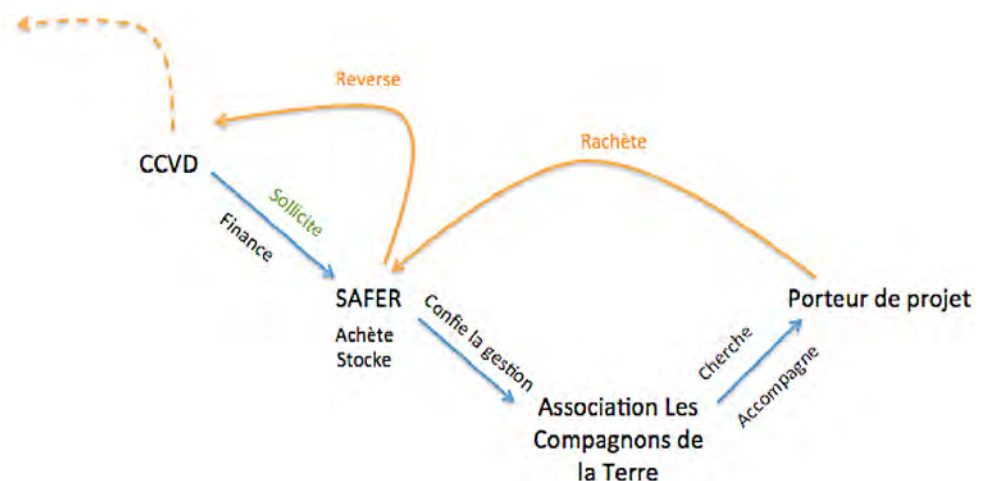 Reverse
Rachète
CCVD
Sollicite
Finance
SAFER
Achète
Stocke
Confie la gestion
Porteur de projet
Cherche
Accompagne
Association Les
Compagnons de
la Terre